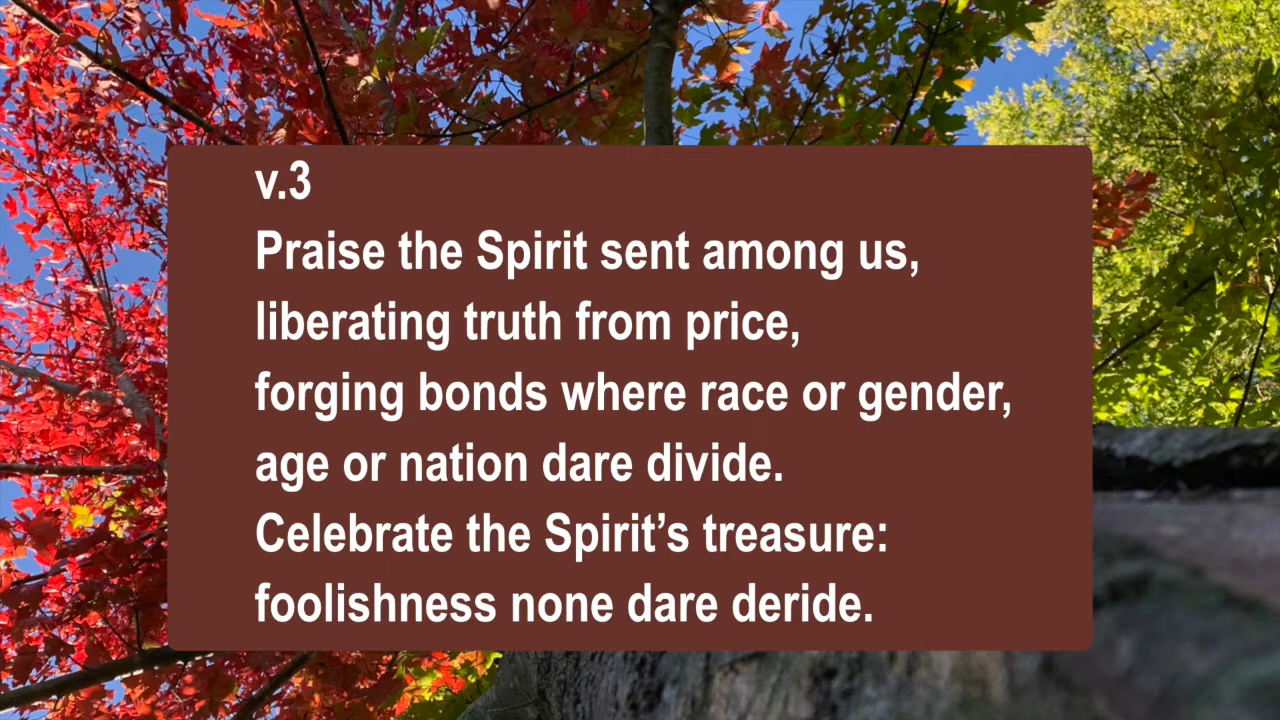 v.3
Praise the Spirit sent among us,
liberating truth from price,
forging bonds where race or gender,
age or nation dare divide.
Celebrate the Spirit’s treasure:
foolishness none dare deride.